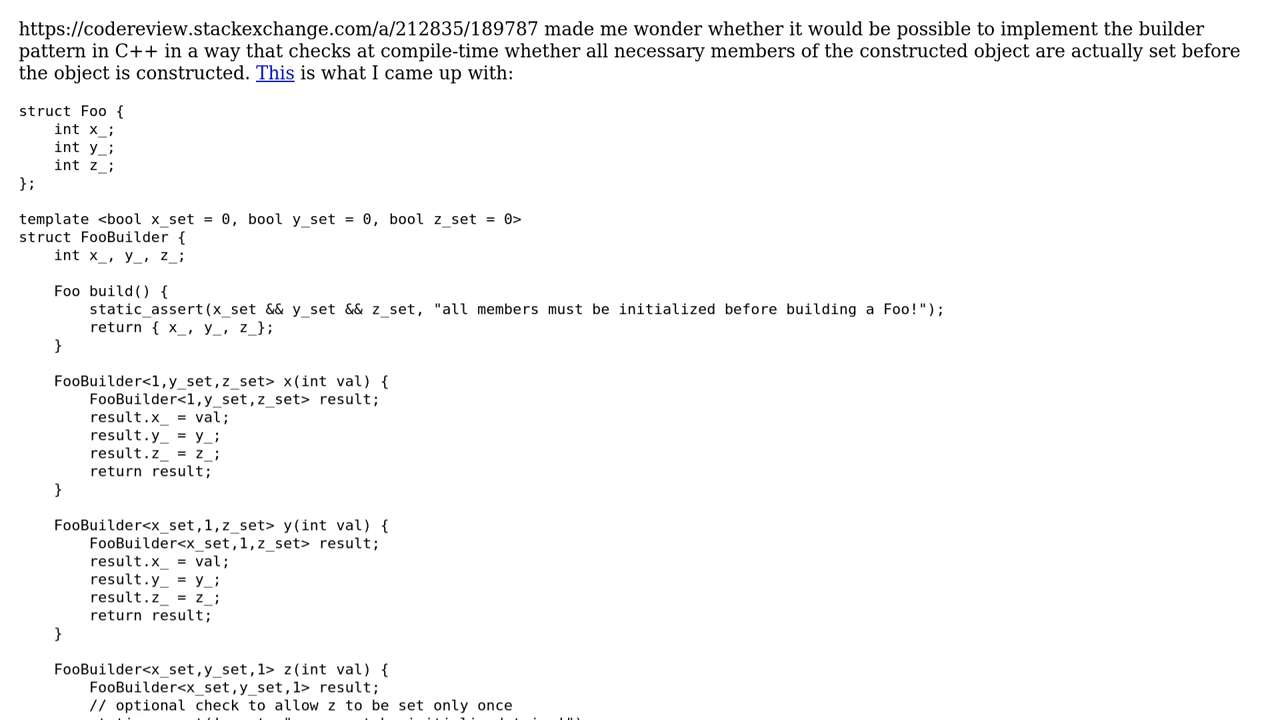 https://codereview.stackexchange.com/a/212835/189787 made me wonder whether it would be possible to implement the builder
pattern in C++ in a way that checks at compile-time whether all necessary members of the constructed object are actually set before
the object is constructed. This is what I came up with:
struct Foo {
    int x_;
    int y_;
    int z_;
};
template <bool x_set = 0, bool y_set = 0, bool z_set = 0>
struct FooBuilder {
    int x_, y_, z_;
    Foo build() {
        static_assert(x_set && y_set && z_set, "all members must be initialized before building a Foo!");
        return { x_, y_, z_};
    }
    FooBuilder<1,y_set,z_set> x(int val) {
        FooBuilder<1,y_set,z_set> result;
        result.x_ = val;
        result.y_ = y_;
        result.z_ = z_;
        return result;
    }
    FooBuilder<x_set,1,z_set> y(int val) {
        FooBuilder<x_set,1,z_set> result;
        result.x_ = val;
        result.y_ = y_;
        result.z_ = z_;
        return result;
    }
    FooBuilder<x_set,y_set,1> z(int val) {
        FooBuilder<x_set,y_set,1> result;
        // optional check to allow z to be set only once